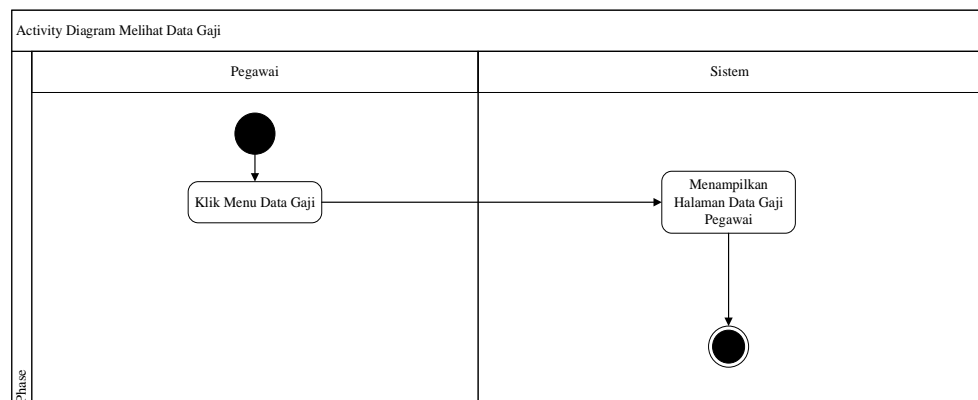 Activity Diagram Melihat Data Gaji
Pegawai
Sistem
Klik Menu Data Gaji
Menampilkan
Halaman Data Gaji
Pegawai
Phase